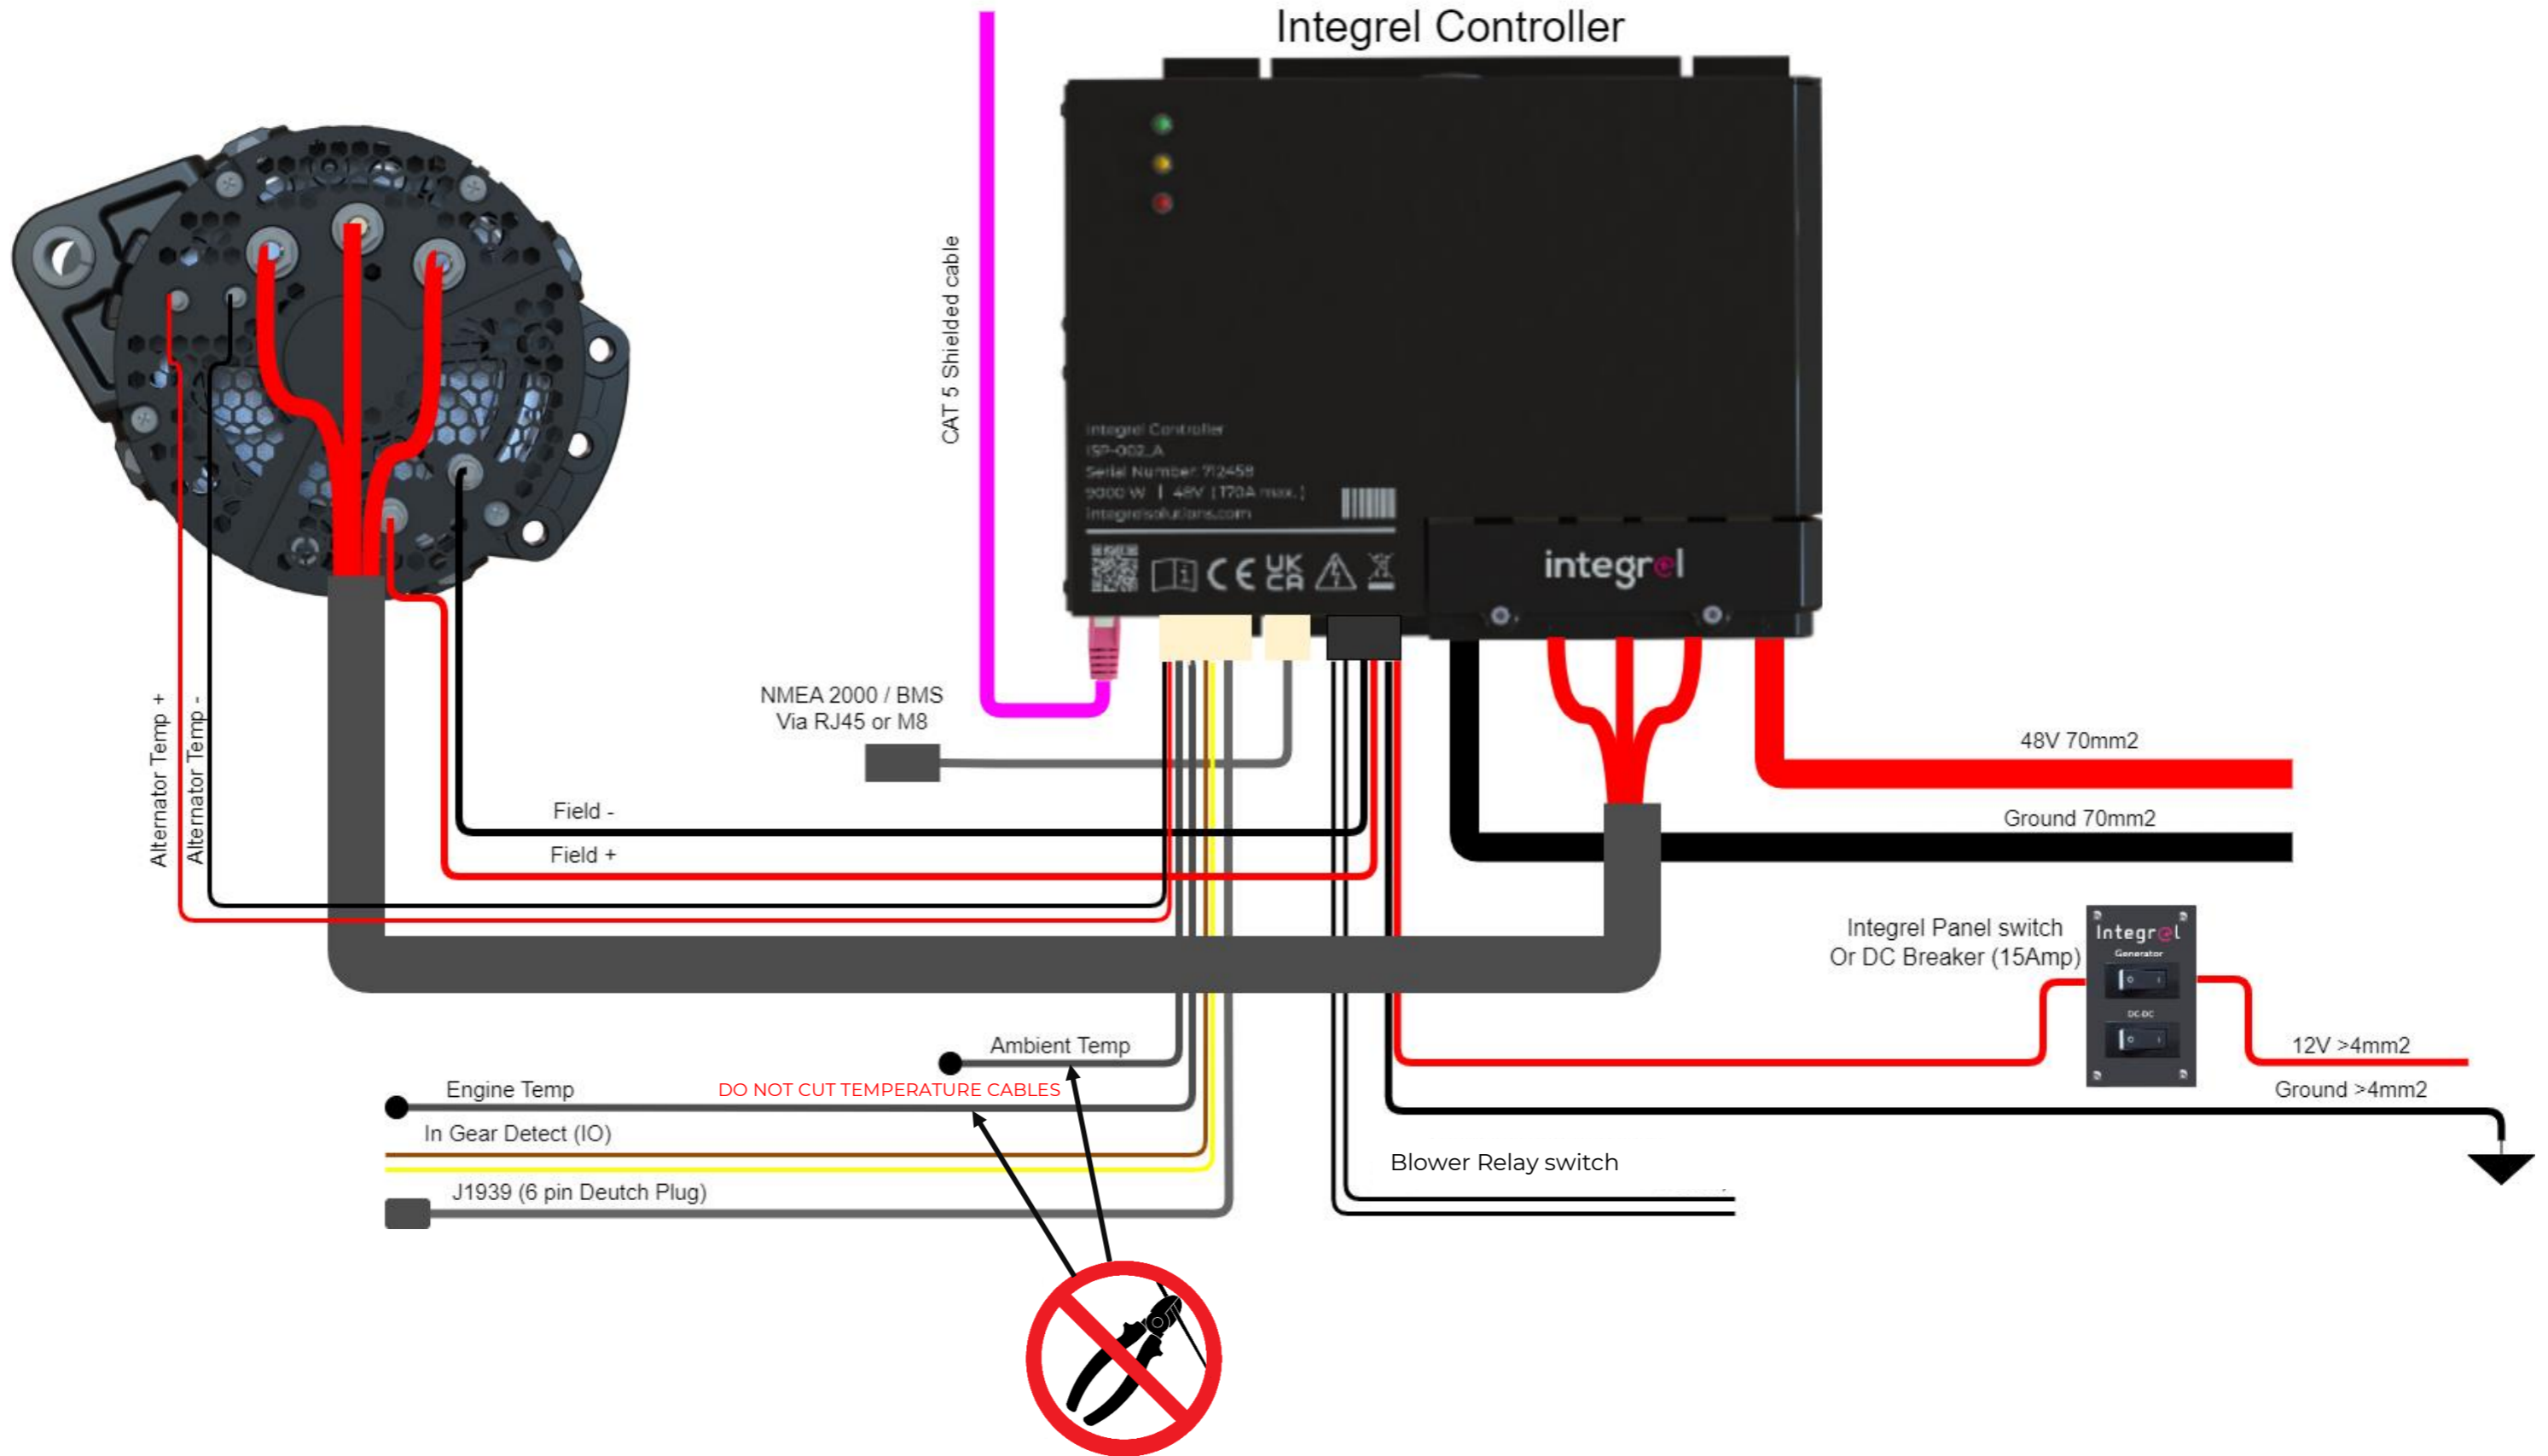 Integrel Controller
CAT 5 Shielded cable
Integrel Controller
ISP-002_A
Serial Number: 712458
9000 W | 48V (170A max.)
integrelsolutions.com
CE UK CA
integrel
NMEA 2000 / BMS
Via RJ45 or M8
48V 70mm2
Ground 70mm2
Alternator Temp +
Alternator Temp -
Field -
Field +
Integrel Panel switch
Or DC Breaker (15Amp)
Integrel
Generator
DC-DC
12V >4mm2
Ground >4mm2
Ambient Temp
Engine Temp
DO NOT CUT TEMPERATURE CABLES
In Gear Detect (IO)
J1939 (6 pin Deutch Plug)
Blower Relay switch